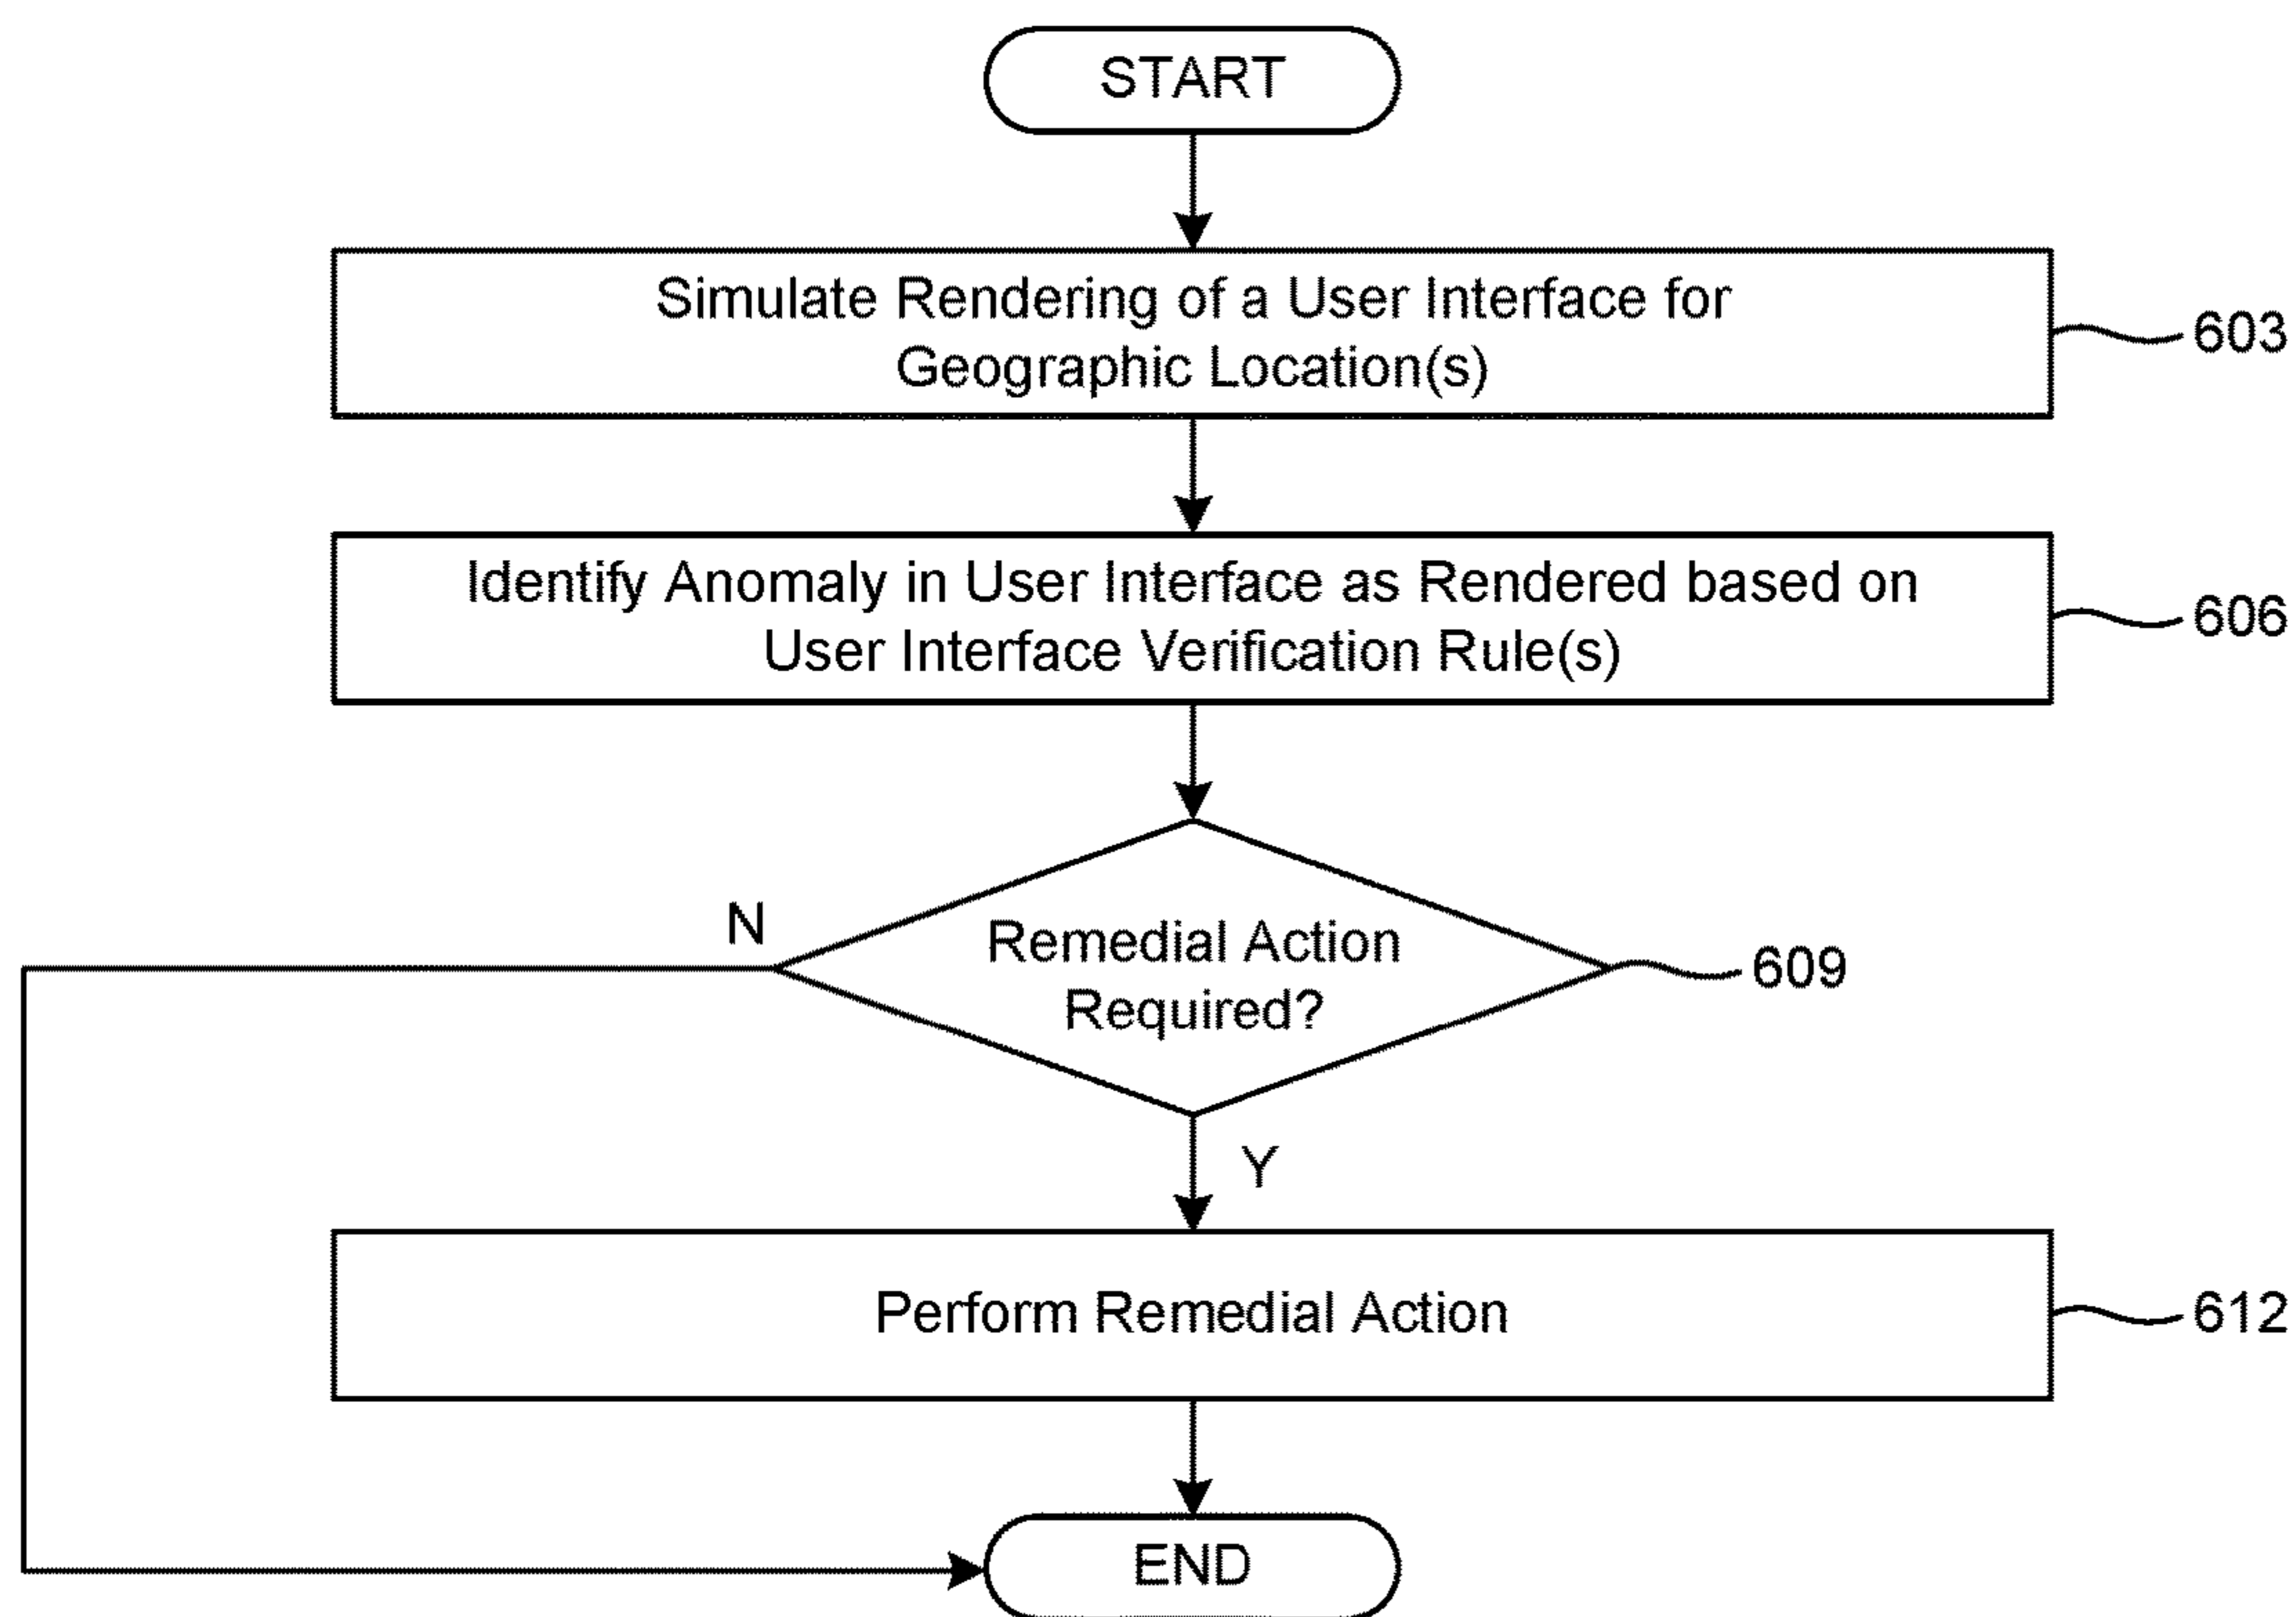 START
Simulate Rendering of a User Interface for
Geographic Location(s)
603
Identify Anomaly in User Interface as Rendered based on
User Interface Verification Rule(s)
606
N
Remedial Action
Required?
609
Y
Perform Remedial Action
612
END